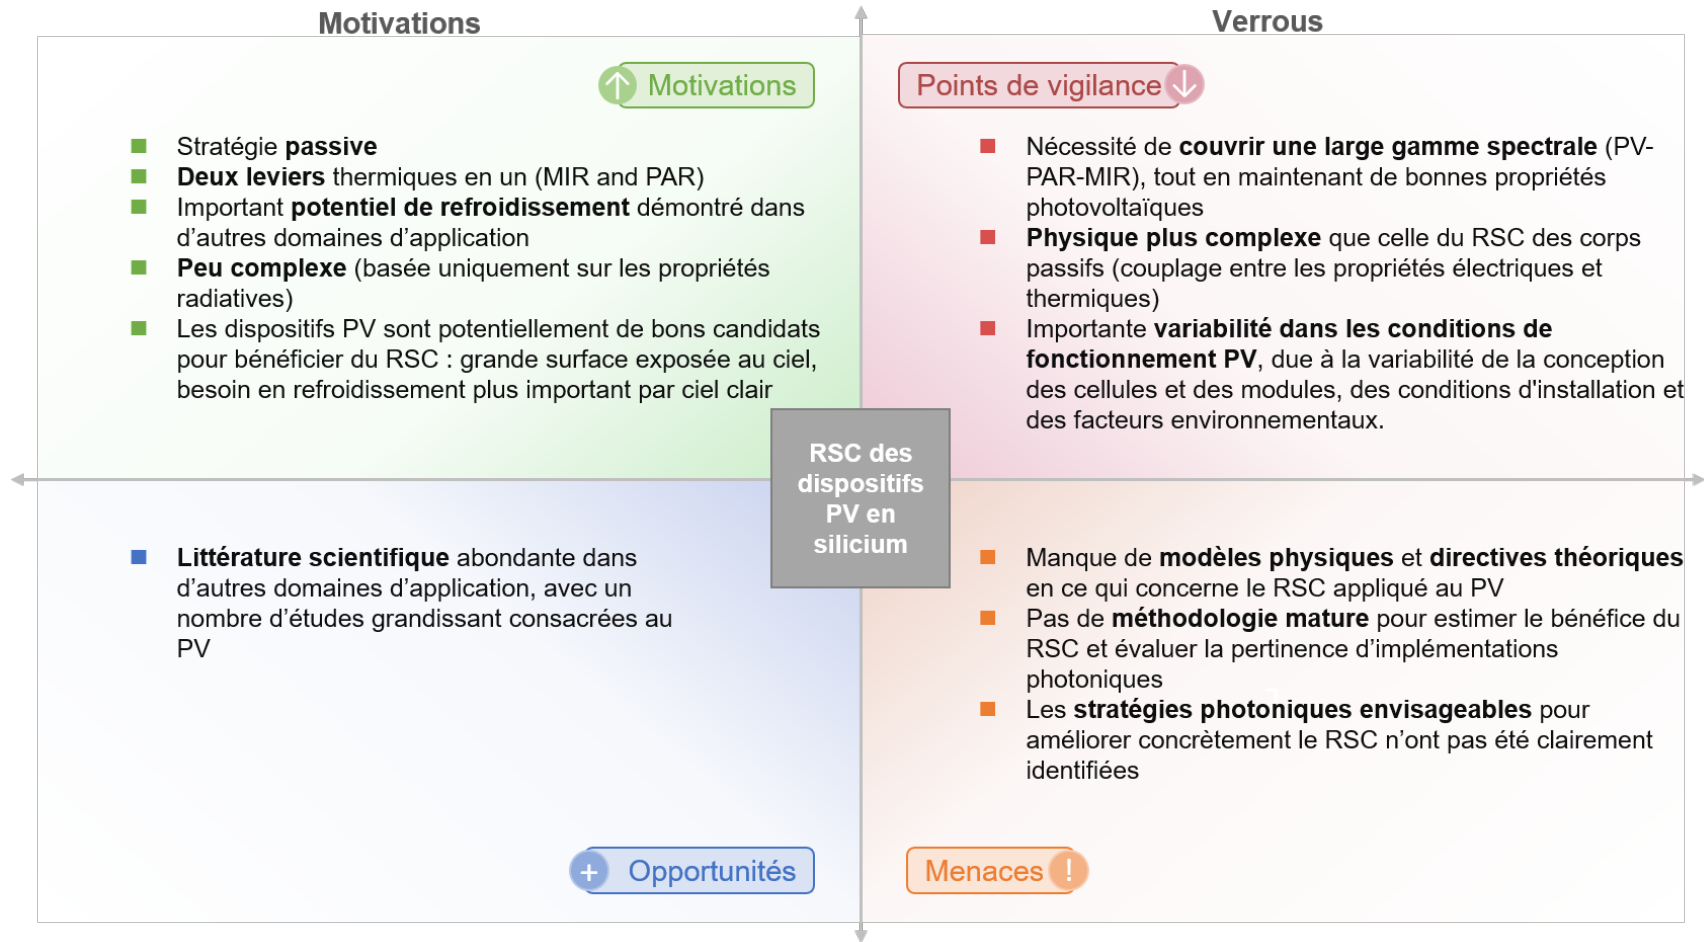 Motivations
Verrous
Motivations
Stratégie passive
Deux leviers thermiques en un (MIR and PAR)
Important potentiel de refroidissement démontré dans
d’autres domaines d’application
Peu complexe (basée uniquement sur les propriétés
radiatives)
Les dispositifs PV sont potentiellement de bons candidats
pour bénéficier du RSC : grande surface exposée au ciel,
besoin en refroidissement plus important par ciel clair
Points de vigilance
Nécessité de couvrir une large gamme spectrale (PV-
PAR-MIR), tout en maintenant de bonnes propriétés
photovoltaïques
Physique plus complexe que celle du RSC des corps
passifs (couplage entre les propriétés électriques et
thermiques)
Importante variabilité dans les conditions de
fonctionnement PV, due à la variabilité de la conception
des cellules et des modules, des conditions d'installation et
des facteurs environnementaux.
RSC des
dispositifs
PV en
silicium
Littérature scientifique abondante dans
d’autres domaines d’application, avec un
nombre d’études grandissant consacrées au
PV
+ Opportunités
Manque de modèles physiques et directives théoriques
en ce qui concerne le RSC appliqué au PV
Pas de méthodologie mature pour estimer le bénéfice du
RSC et évaluer la pertinence d’implémentations
photoniques
Les stratégies photoniques envisageables pour
améliorer concrètement le RSC n’ont pas été clairement
identifiées
Menaces !